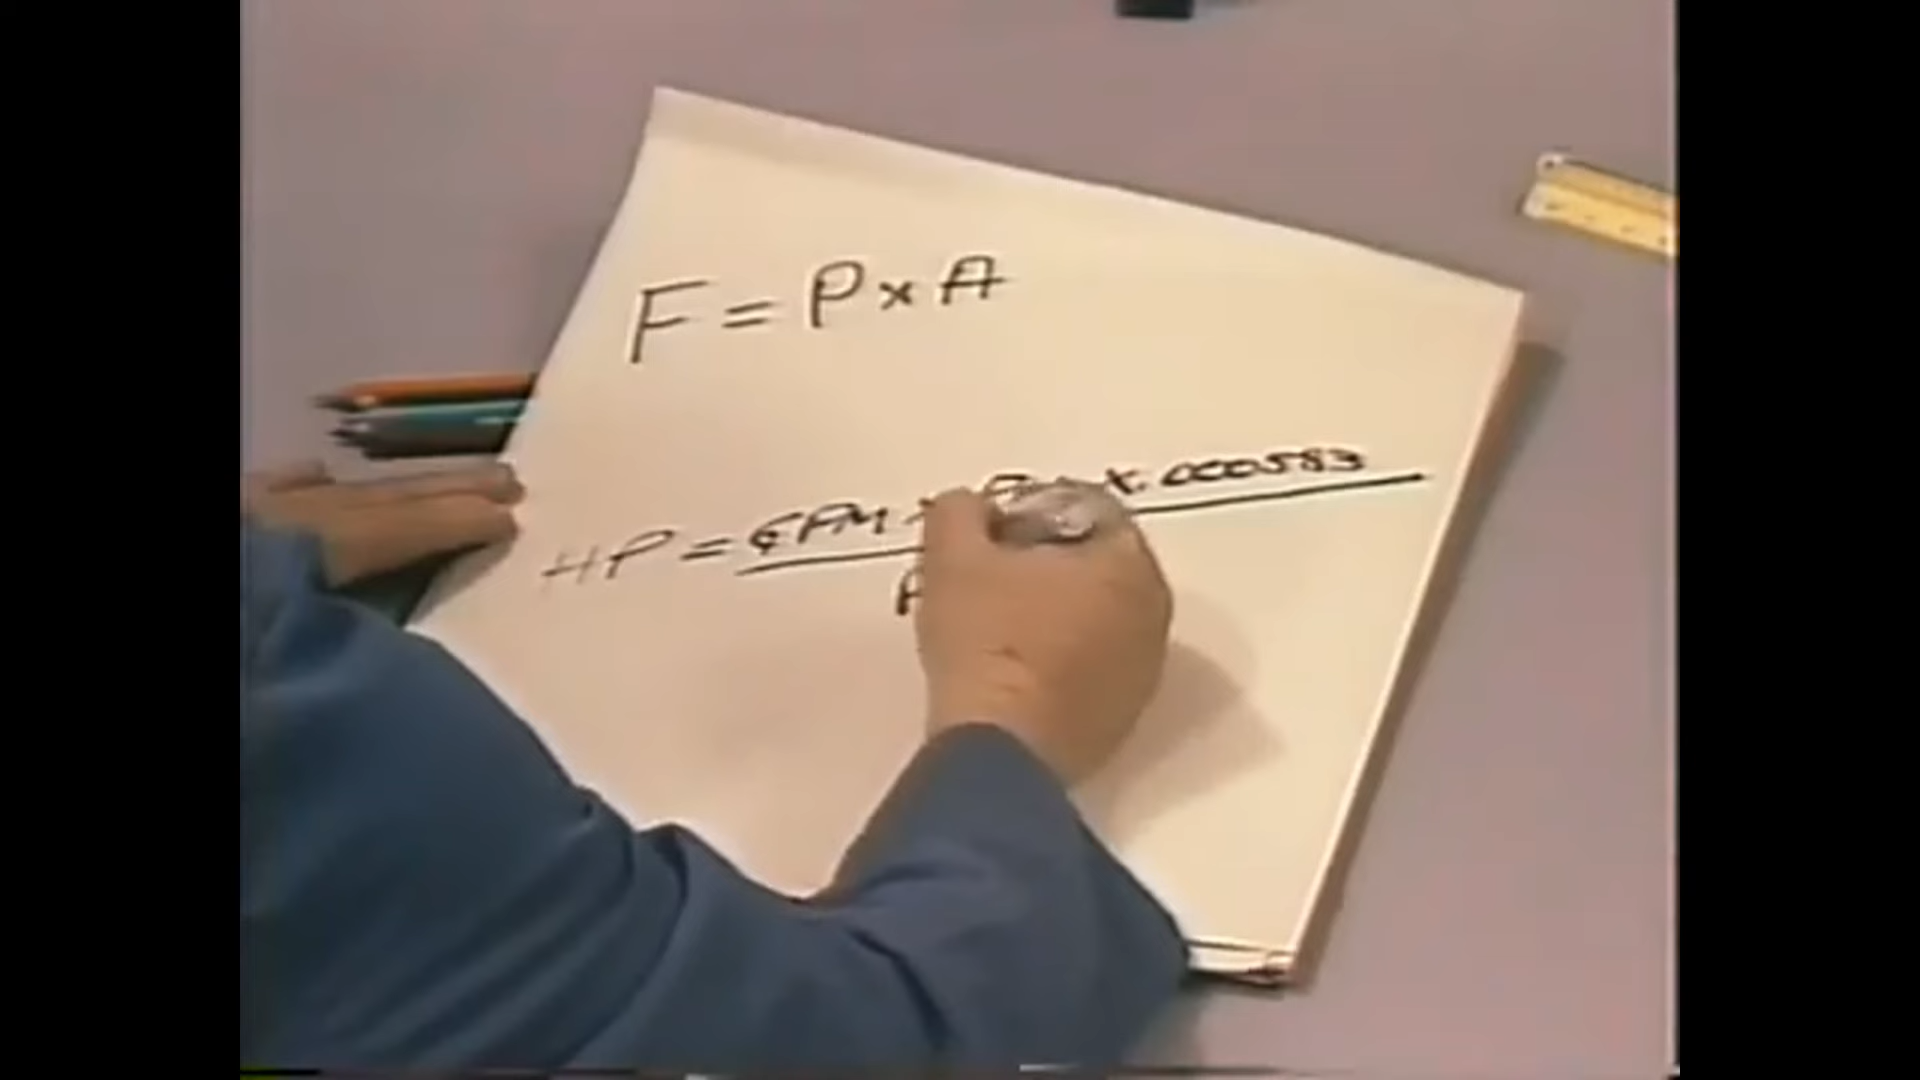 F = P x A
HP = GPM x .000583